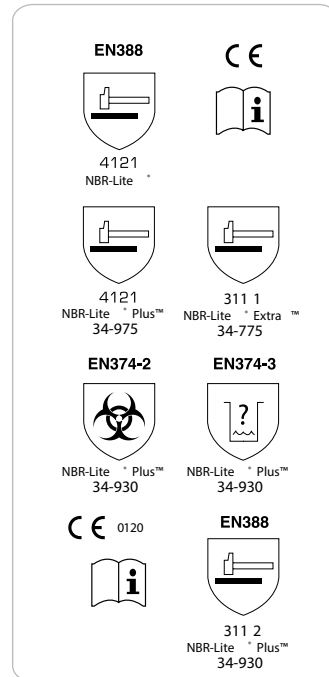 EN388
CE
i
4121
NBR-Lite °
4121
NBR-Lite ° Plus™
34-975
311 1
NBR-Lite ° Extra ™
34-775
EN374-2
EN374-3
?
NBR-Lite ° Plus™
34-930
NBR-Lite ° Plus™
34-930
CE 0120
i
EN388
311 2
NBR-Lite ° Plus™
34-930